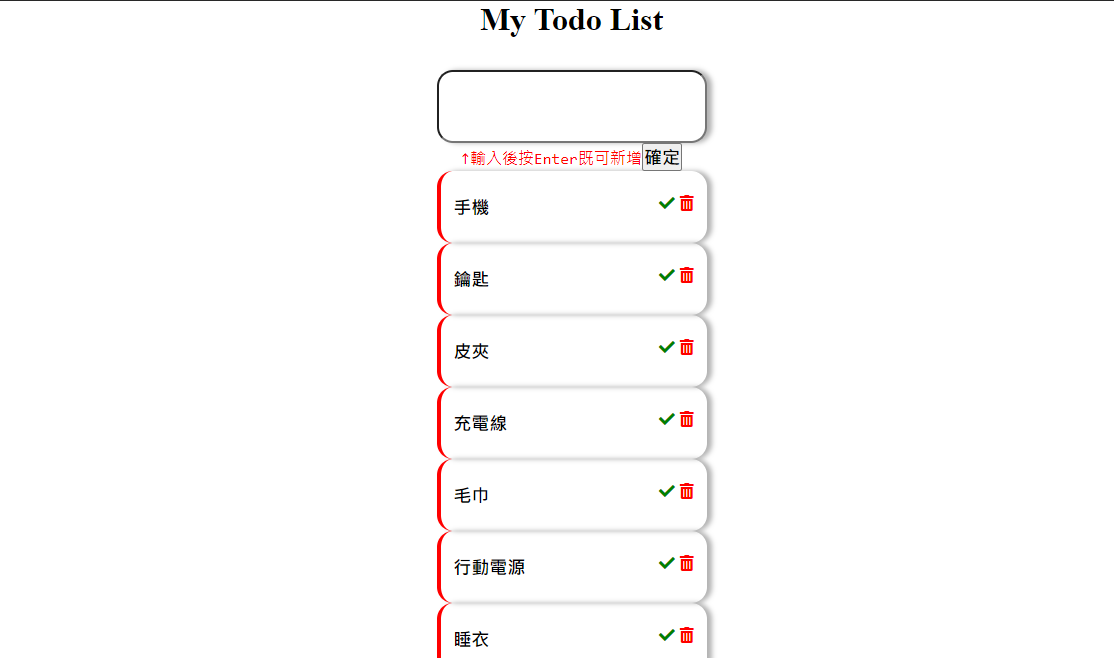 My Todo List
↑輸入後按Enter既可新增確定
手機
鑰匙
皮夾
充電線
毛巾
行動電源
睡衣